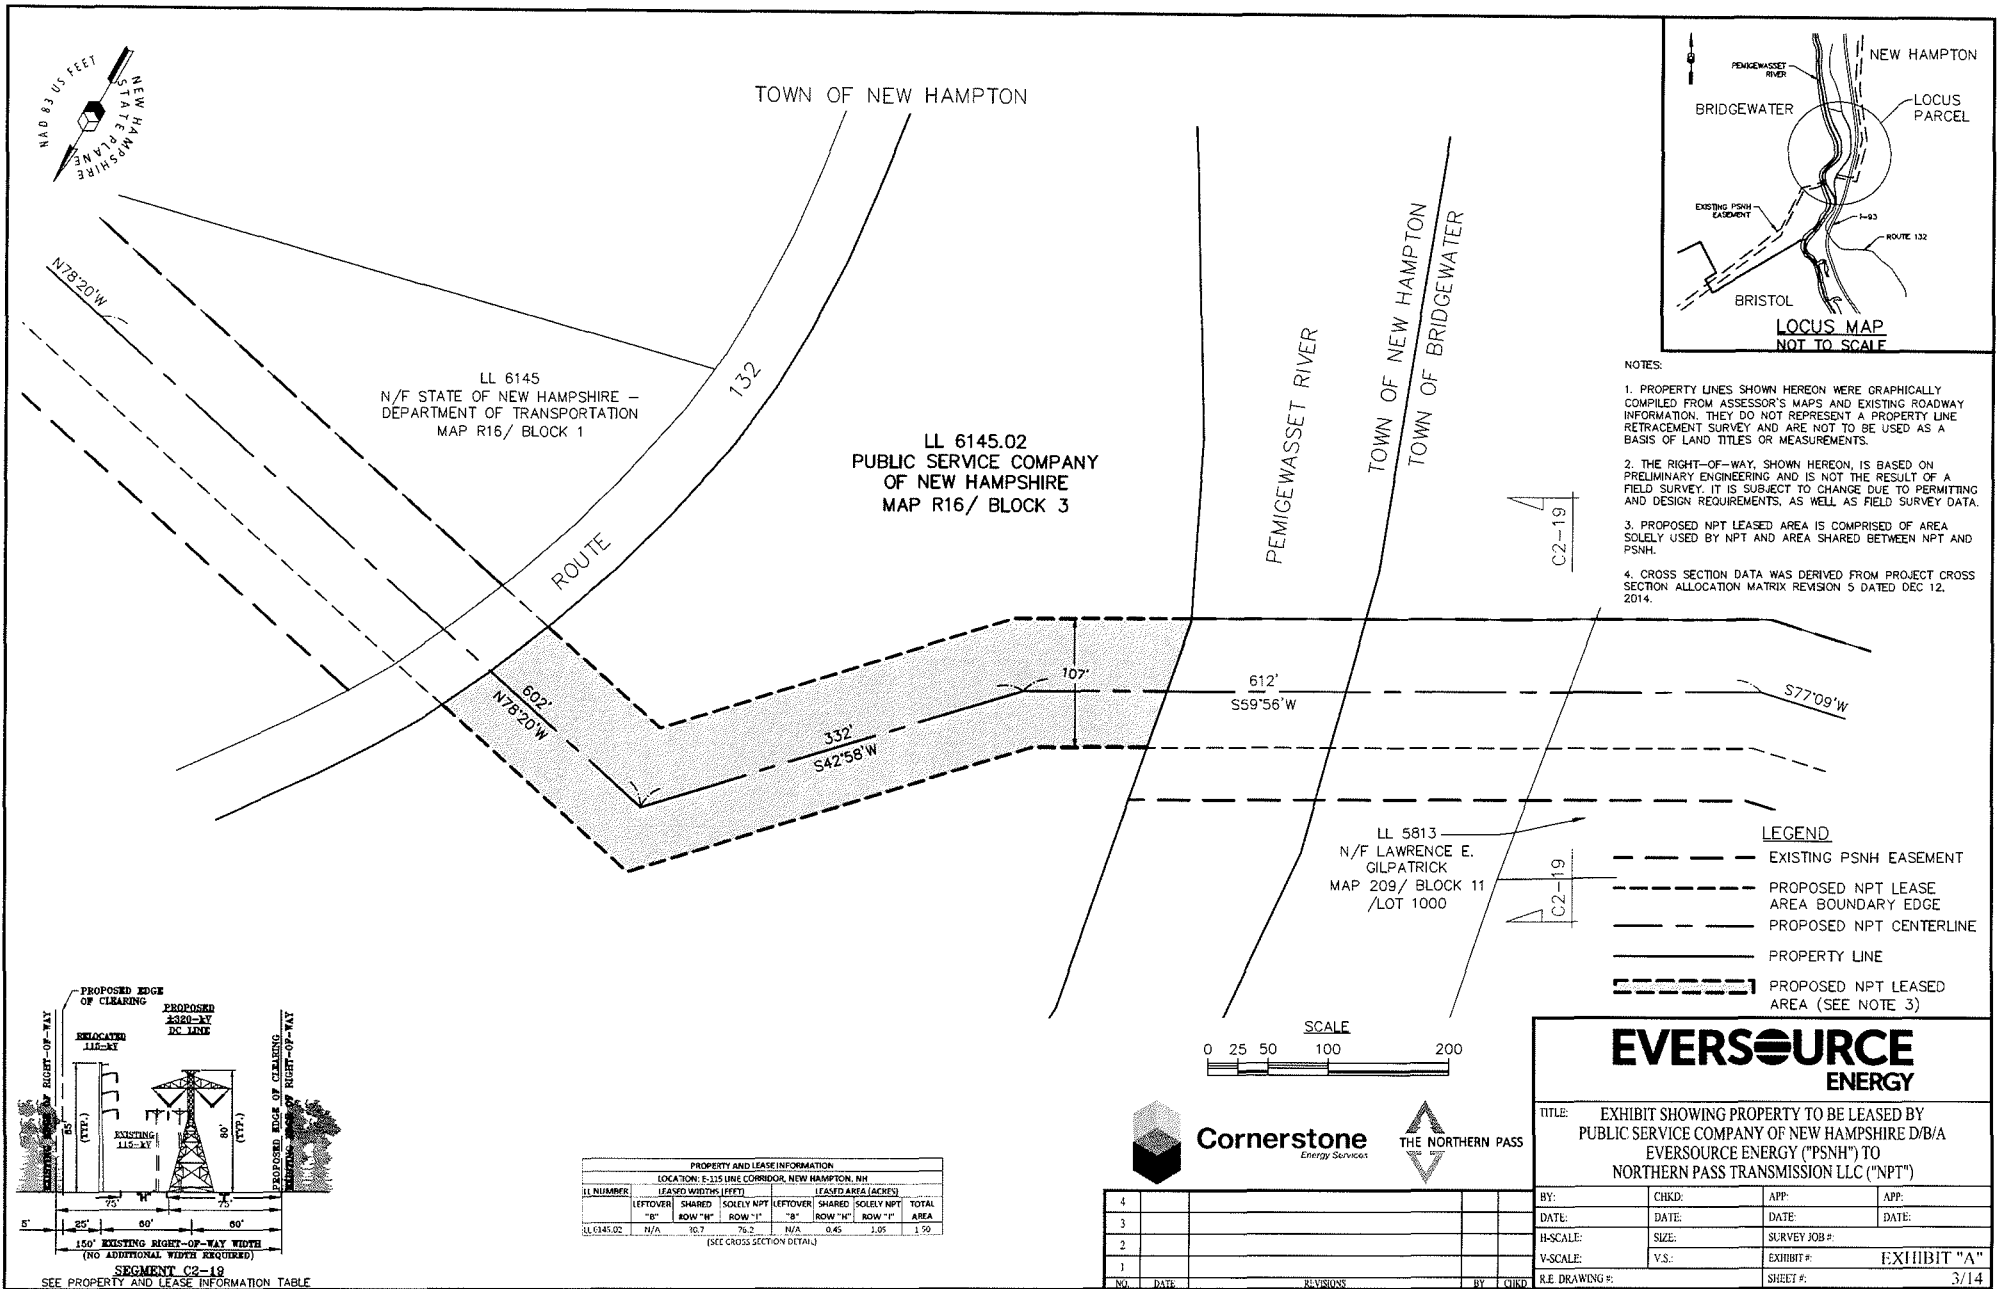 NAD 83 US FEET
NEW HAMPSHIRE
STATE PLANE
TOWN OF NEW HAMPTON
N78°20'W
LL 6145
N/F STATE OF NEW HAMPSHIRE –
DEPARTMENT OF TRANSPORTATION
MAP R16/ BLOCK 1
ROUTE 132
LL 6145.02
PUBLIC SERVICE COMPANY
OF NEW HAMPSHIRE
MAP R16/ BLOCK 3
PEMIGEWASSET RIVER
TOWN OF NEW HAMPTON
TOWN OF BRIDGEWATER
C2-19
602'
N78°20'W
332'
S42°58'W
107'
612'
S59°56'W
S77°09'W
LL 5813
N/F LAWRENCE E.
GILPATRICK
MAP 209/ BLOCK 11
/LOT 1000
C2-19
PEMIGEWASSET
RIVER
NEW HAMPTON
BRIDGEWATER
LOCUS
PARCEL
EXISTING PSNH
EASEMENT
I-93
ROUTE 132
BRISTOL
LOCUS MAP
NOT TO SCALE
NOTES:
1. PROPERTY LINES SHOWN HEREON WERE GRAPHICALLY
COMPILED FROM ASSESSOR'S MAPS AND EXISTING ROADWAY
INFORMATION. THEY DO NOT REPRESENT A PROPERTY LINE
RETRACEMENT SURVEY AND ARE NOT TO BE USED AS A
BASIS OF LAND TITLES OR MEASUREMENTS.
2. THE RIGHT–OF–WAY, SHOWN HEREON, IS BASED ON
PRELIMINARY ENGINEERING AND IS NOT THE RESULT OF A
FIELD SURVEY. IT IS SUBJECT TO CHANGE DUE TO PERMITTING
AND DESIGN REQUIREMENTS, AS WELL AS FIELD SURVEY DATA.
3. PROPOSED NPT LEASED AREA IS COMPRISED OF AREA
SOLELY USED BY NPT AND AREA SHARED BETWEEN NPT AND
PSNH.
4. CROSS SECTION DATA WAS DERIVED FROM PROJECT CROSS
SECTION ALLOCATION MATRIX REVISION 5 DATED DEC 12,
2014.
LEGEND
EXISTING PSNH EASEMENT
PROPOSED NPT LEASE
AREA BOUNDARY EDGE
PROPOSED NPT CENTERLINE
PROPERTY LINE
PROPOSED NPT LEASED
AREA (SEE NOTE 3)
SCALE
0 25 50 100 200
PROPOSED EDGE
OF CLEARING
PROPOSED
±320-kV
DC LINE
RELOCATED
115-kV
EXISTING EDGE OF RIGHT-OF-WAY
85'
(TYP.)
EXISTING
115-kV
80'
(TYP.)
PROPOSED EDGE OF CLEARING
EXISTING EDGE OF RIGHT-OF-WAY
75' "H" 75' "I"
5' 25' 60' 60'
150' EXISTING RIGHT-OF-WAY WIDTH
(NO ADDITIONAL WIDTH REQUIRED)
SEGMENT C2-19
SEE PROPERTY AND LEASE INFORMATION TABLE
PROPERTY AND LEASE INFORMATION
LOCATION: E-115 LINE CORRIDOR, NEW HAMPTON, NH
LL NUMBER LEASED WIDTHS (FEET) LEASED AREA (ACRES)
LEFTOVER SHARED SOLELY NPT LEFTOVER SHARED SOLELY NPT TOTAL
"B" ROW "H" ROW "I" "B" ROW "H" ROW "I" AREA
LL 6145.02 N/A 30.7 76.2 N/A 0.45 1.05 1.50
(SEE CROSS SECTION DETAIL)
Cornerstone
Energy Services
THE NORTHERN PASS
4
3
2
1
NO. DATE REVISIONS BY CHKD
EVERSOURCE
ENERGY
TITLE: EXHIBIT SHOWING PROPERTY TO BE LEASED BY
PUBLIC SERVICE COMPANY OF NEW HAMPSHIRE D/B/A
EVERSOURCE ENERGY ("PSNH") TO
NORTHERN PASS TRANSMISSION LLC ("NPT")
BY: CHKD: APP: APP:
DATE: DATE: DATE: DATE:
H-SCALE: SIZE: SURVEY JOB #:
V-SCALE: V.S.: EXHIBIT #: EXHIBIT "A"
R.E. DRAWING #: SHEET #: 3/14